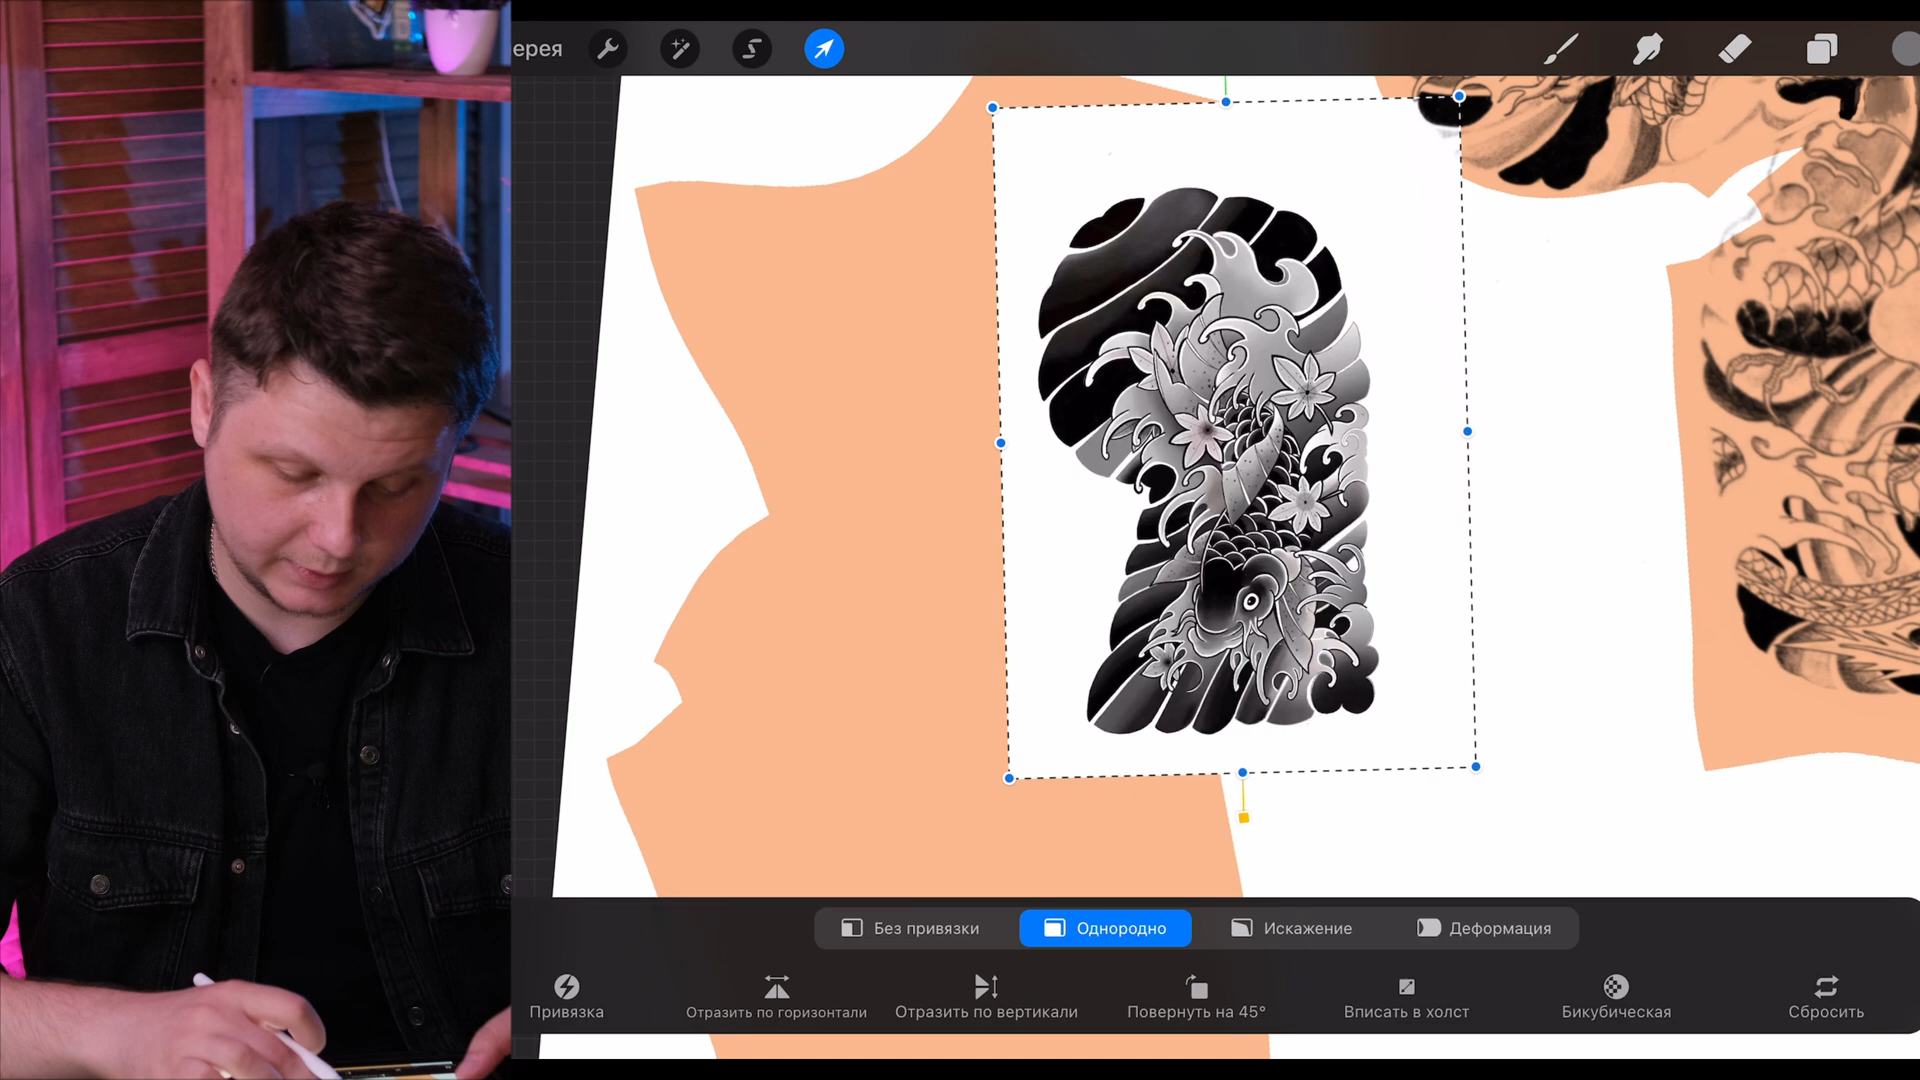 ерея
Без привязки
Однородно
Искажение
Деформация
Привязка
Отразить по горизонтали
Отразить по вертикали
Повернуть на 45°
Вписать в холст
Бикубическая
Сбросить